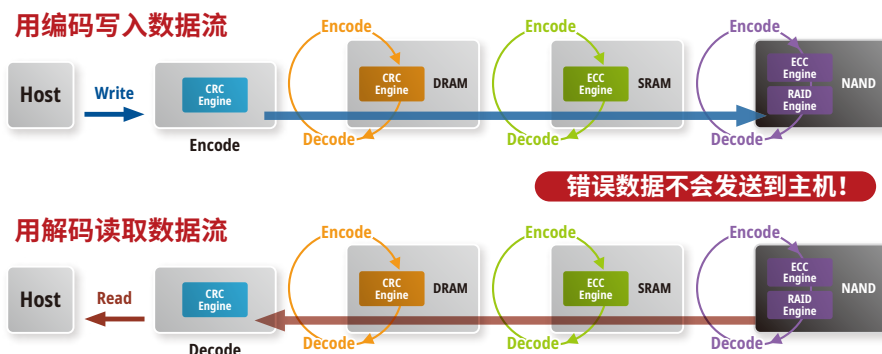 用编码写入数据流
Encode
Encode
Encode
Host
Write
CRC
Engine
CRC
Engine
DRAM
ECC
Engine
SRAM
ECC
Engine
RAID
Engine
NAND
Encode
Decode
Decode
Decode
错误数据不会发送到主机！
用解码读取数据流
Encode
Encode
Encode
Host
Read
CRC
Engine
CRC
Engine
DRAM
ECC
Engine
SRAM
ECC
Engine
RAID
Engine
NAND
Decode
Decode
Decode
Decode